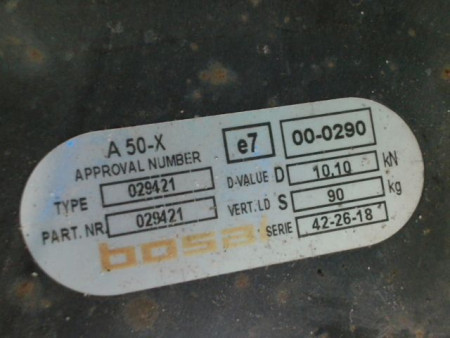 A 50-X
e7
00-0290
APPROVAL NUMBER
TYPE 029421
D-VALUE D 10.10 kN
PART. NR. 029421
VERT. LD S 90 kg
bosal
SERIE 42-26-18